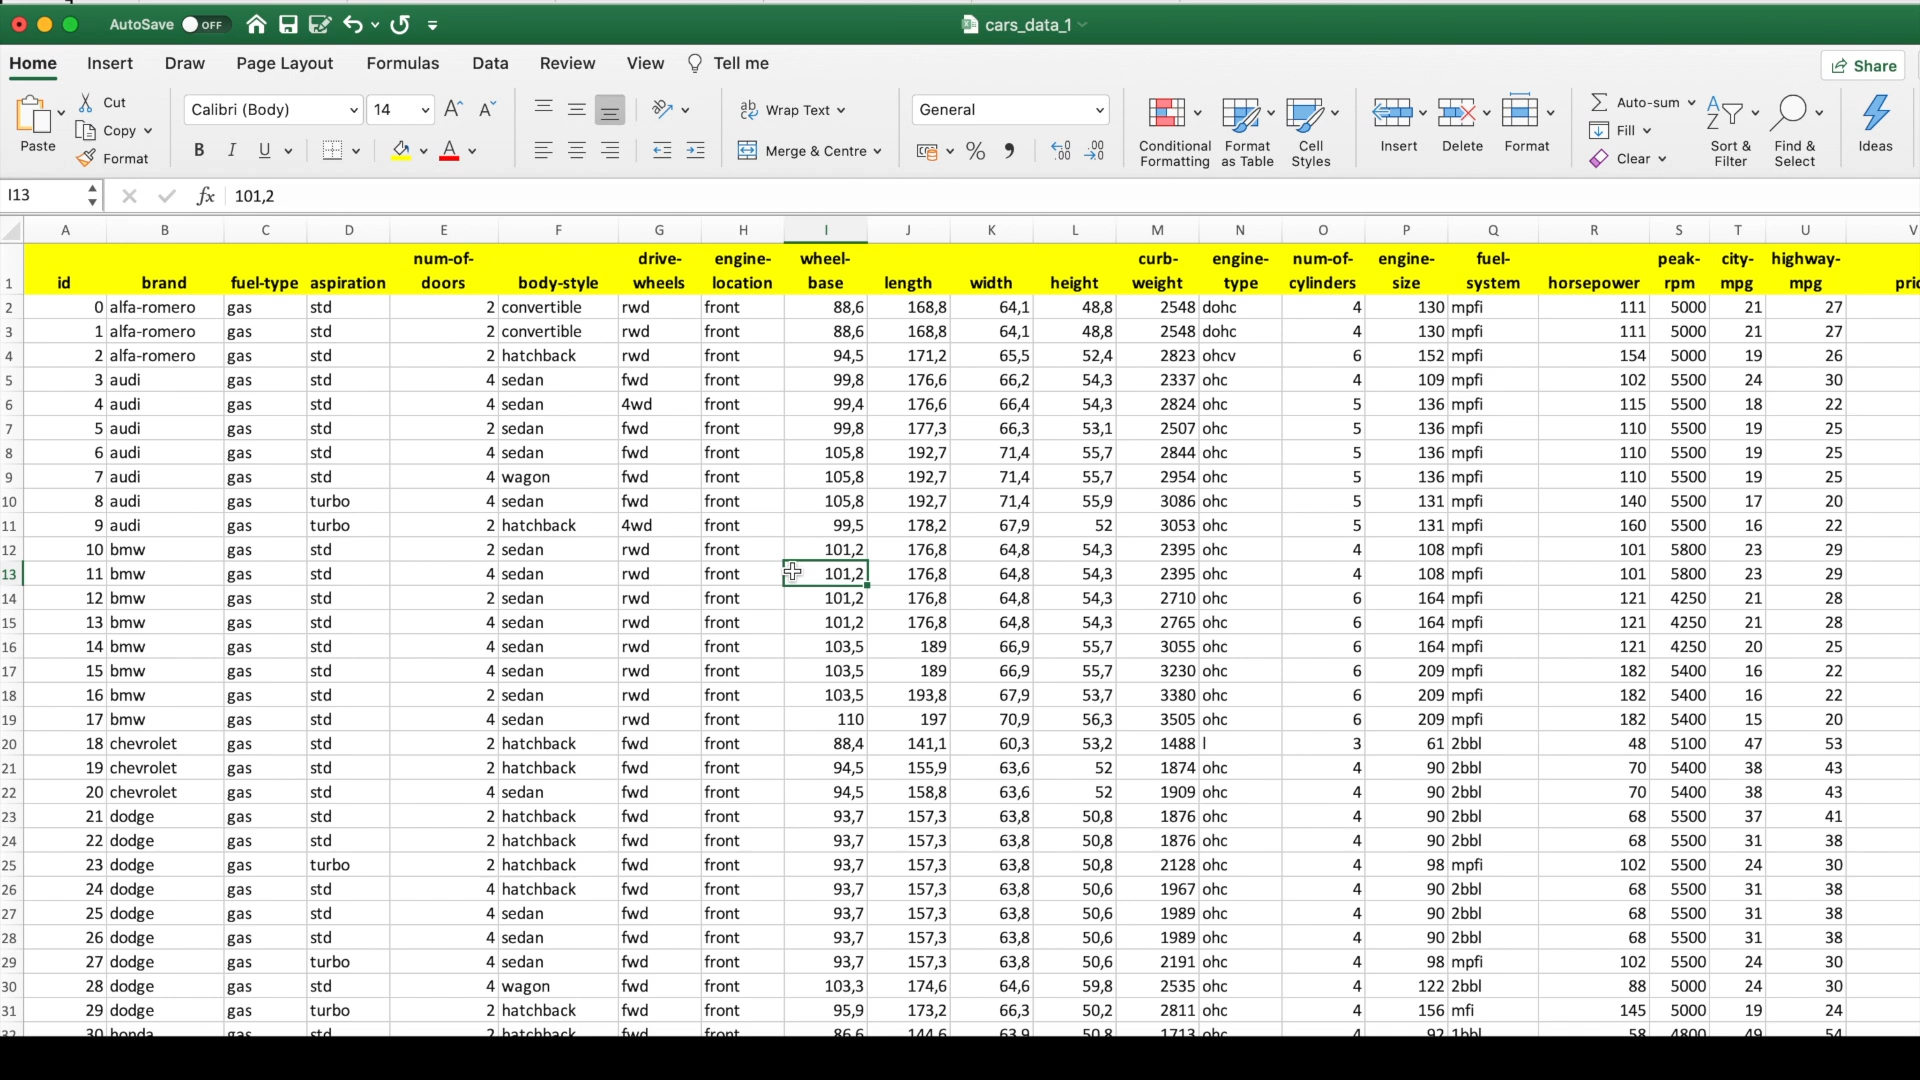 AutoSave OFF cars_data_1
Home Insert Draw Page Layout Formulas Data Review View Tell me Share
Paste Cut Copy Format Calibri (Body) 14 Wrap Text Merge & Centre General Conditional Formatting Format as Table Cell Styles Insert Delete Format Auto-sum Fill Clear Sort & Filter Find & Select Ideas
B I U A %
I13 fx 101,2
A B C D E F G H I J K L M N O P Q R S T U V
1 id brand fuel-type aspiration num-of-doors body-style drive-wheels engine-location wheel-base length width height curb-weight engine-type num-of-cylinders engine-size fuel-system horsepower peak-rpm city-mpg highway-mpg
2 0 alfa-romero gas std 2 convertible rwd front 88,6 168,8 64,1 48,8 2548 dohc 4 130 mpfi 111 5000 21 27
3 1 alfa-romero gas std 2 convertible rwd front 88,6 168,8 64,1 48,8 2548 dohc 4 130 mpfi 111 5000 21 27
4 2 alfa-romero gas std 2 hatchback rwd front 94,5 171,2 65,5 52,4 2823 ohcv 6 152 mpfi 154 5000 19 26
5 3 audi gas std 4 sedan fwd front 99,8 176,6 66,2 54,3 2337 ohc 4 109 mpfi 102 5500 24 30
6 4 audi gas std 4 sedan 4wd front 99,4 176,6 66,4 54,3 2824 ohc 5 136 mpfi 115 5500 18 22
7 5 audi gas std 2 sedan fwd front 99,8 177,3 66,3 53,1 2507 ohc 5 136 mpfi 110 5500 19 25
8 6 audi gas std 4 sedan fwd front 105,8 192,7 71,4 55,7 2844 ohc 5 136 mpfi 110 5500 19 25
9 7 audi gas std 4 wagon fwd front 105,8 192,7 71,4 55,7 2954 ohc 5 136 mpfi 110 5500 19 25
10 8 audi gas turbo 4 sedan fwd front 105,8 192,7 71,4 55,9 3086 ohc 5 131 mpfi 140 5500 17 20
11 9 audi gas turbo 2 hatchback 4wd front 99,5 178,2 67,9 52 3053 ohc 5 131 mpfi 160 5500 16 22
12 10 bmw gas std 2 sedan rwd front 101,2 176,8 64,8 54,3 2395 ohc 4 108 mpfi 101 5800 23 29
13 11 bmw gas std 4 sedan rwd front 101,2 176,8 64,8 54,3 2395 ohc 4 108 mpfi 101 5800 23 29
14 12 bmw gas std 2 sedan rwd front 101,2 176,8 64,8 54,3 2710 ohc 6 164 mpfi 121 4250 21 28
15 13 bmw gas std 4 sedan rwd front 101,2 176,8 64,8 54,3 2765 ohc 6 164 mpfi 121 4250 21 28
16 14 bmw gas std 4 sedan rwd front 103,5 189 66,9 55,7 3055 ohc 6 164 mpfi 121 4250 20 25
17 15 bmw gas std 4 sedan rwd front 103,5 189 66,9 55,7 3230 ohc 6 209 mpfi 182 5400 16 22
18 16 bmw gas std 2 sedan rwd front 103,5 193,8 67,9 53,7 3380 ohc 6 209 mpfi 182 5400 16 22
19 17 bmw gas std 4 sedan rwd front 110 197 70,9 56,3 3505 ohc 6 209 mpfi 182 5400 15 20
20 18 chevrolet gas std 2 hatchback fwd front 88,4 141,1 60,3 53,2 1488 l 3 61 2bbl 48 5100 47 53
21 19 chevrolet gas std 2 hatchback fwd front 94,5 155,9 63,6 52 1874 ohc 4 90 2bbl 70 5400 38 43
22 20 chevrolet gas std 4 sedan fwd front 94,5 158,8 63,6 52 1909 ohc 4 90 2bbl 70 5400 38 43
23 21 dodge gas std 2 hatchback fwd front 93,7 157,3 63,8 50,8 1876 ohc 4 90 2bbl 68 5500 37 41
24 22 dodge gas std 2 hatchback fwd front 93,7 157,3 63,8 50,8 1876 ohc 4 90 2bbl 68 5500 31 38
25 23 dodge gas turbo 2 hatchback fwd front 93,7 157,3 63,8 50,8 2128 ohc 4 98 mpfi 102 5500 24 30
26 24 dodge gas std 4 hatchback fwd front 93,7 157,3 63,8 50,6 1967 ohc 4 90 2bbl 68 5500 31 38
27 25 dodge gas std 4 sedan fwd front 93,7 157,3 63,8 50,6 1989 ohc 4 90 2bbl 68 5500 31 38
28 26 dodge gas std 4 sedan fwd front 93,7 157,3 63,8 50,6 1989 ohc 4 90 2bbl 68 5500 31 38
29 27 dodge gas turbo 4 sedan fwd front 93,7 157,3 63,8 50,6 2191 ohc 4 98 mpfi 102 5500 24 30
30 28 dodge gas std 4 wagon fwd front 103,3 174,6 64,6 59,8 2535 ohc 4 122 2bbl 88 5000 24 30
31 29 dodge gas turbo 2 hatchback fwd front 95,9 173,2 66,3 50,2 2811 ohc 4 156 mfi 145 5000 19 24
32 30 honda gas std 2 hatchback fwd front 86,6 144,6 63,9 50,8 1713 ohc 4 92 1bbl 58 4800 49 54